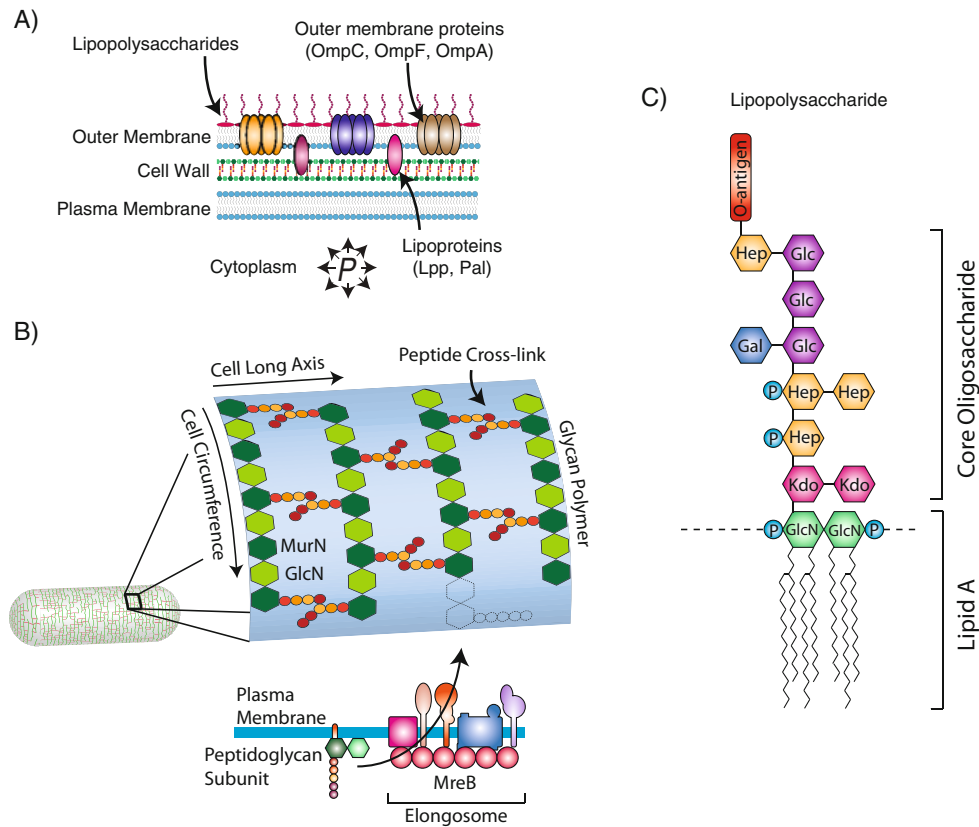 A)
Lipopolysaccharides
Outer membrane proteins
(OmpC, OmpF, OmpA)
Outer Membrane
Cell Wall
Plasma Membrane
Cytoplasm
P
Lipoproteins
(Lpp, Pal)
B)
Cell Long Axis
Peptide Cross-link
Cell Circumference
Glycan Polymer
MurN
GlcN
Plasma
Membrane
Peptidoglycan
Subunit
MreB
Elongosome
C)
Lipopolysaccharide
O-antigen
Hep
Glc
Glc
Gal
Glc
P
Hep
Hep
P
Hep
Kdo
Kdo
P
GlcN
GlcN
P
Core Oligosaccharide
Lipid A